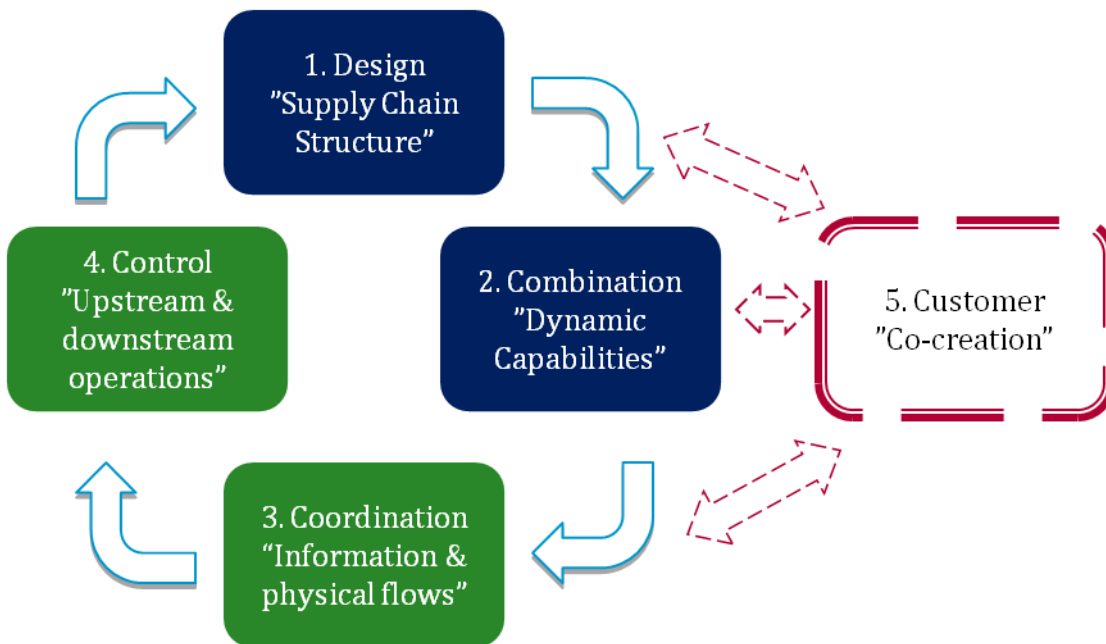 1. Design
”Supply Chain
Structure”
2. Combination
”Dynamic
Capabilities”
3. Coordination
“Information &
physical flows”
4. Control
”Upstream &
downstream
operations”
5. Customer
”Co-creation”